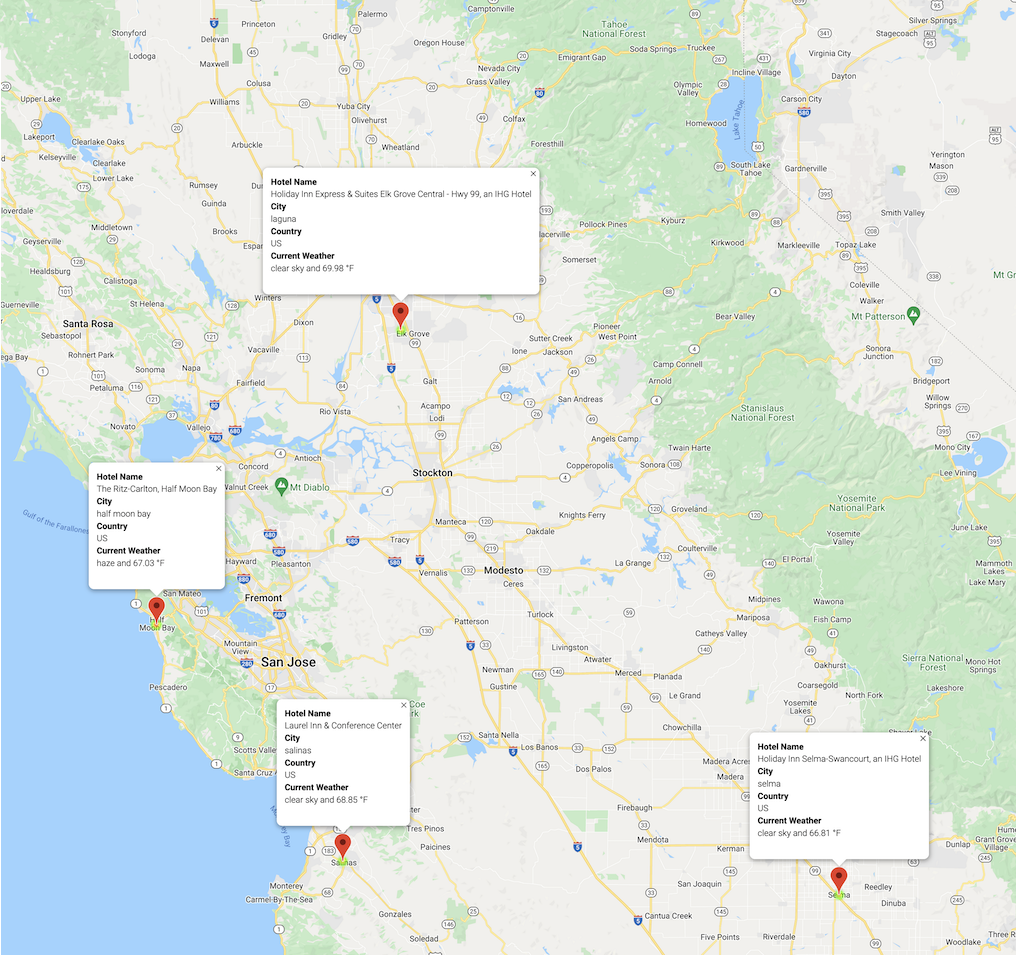 Camptonville
Palermo
Princeton
Silver Springs
Stonyford
Delevan
Gridley
Oregon House
Tahoe
National Forest
Soda Springs
Truckee
Stagecoach
Lodoga
Maxwell
Nevada City
Emigrant Gap
Virginia City
Colusa
Grass Valley
Incline Village
Dayton
Upper Lake
Williams
Yuba City
Olivehurst
Colfax
Olympic
Valley
Carson City
Lakeport
Clearlake Oaks
Arbuckle
Wheatland
Foresthill
Homewood
Lake Tahoe
Kelseyville
Clearlake
Lower Lake
Rumsey
Dunnigan
Guinda
South Lake
Tahoe
Gardnerville
Yerington
Mason
Hotel Name
Holiday Inn Express & Suites Elk Grove Central - Hwy 99, an IHG Hotel
City
laguna
Country
US
Current Weather
clear sky and 69.98 °F
loverdale
Middletown
Brooks
Espar
Pollock Pines
Kyburz
Smith Valley
Geyserville
lacerville
Kirkwood
Markleeville
Topaz Lake
Healdsburg
Calistoga
Somerset
Coleville
Walker
Mt Gr
Guerneville
St Helena
Winters
Bear Valley
Mt Patterson
Santa Rosa
Sebastopol
Dixon
Elk Grove
Pioneer
West Point
Sutter Creek
Jackson
Ione
Sonora
Junction
Rohnert Park
Vacaville
ega Bay
Sonoma
Napa
Fairfield
Galt
Camp Connell
Arnold
Bridgeport
Petaluma
Rio Vista
Acampo
Lodi
San Andreas
Stanislaus
National Forest
Willow
Springs
Novato
Vallejo
Angels Camp
Twain Harte
Mono City
Concord
Antioch
Stockton
Copperopolis
Sonora
Lee Vining
Walnut Creek
Mt Diablo
Hotel Name
The Ritz-Carlton, Half Moon Bay
City
half moon bay
Country
US
Current Weather
haze and 67.03 °F
Gulf of the Farallones
Manteca
Knights Ferry
Groveland
Yosemite
National Park
Tracy
Oakdale
Yosemite
Valley
June Lake
Hayward
Pleasanton
Vernalis
Modesto
Ceres
La Grange
Coulterville
El Portal
Mammoth
Lakes
Lake Mary
San Mateo
Fremont
Half
Moon Bay
Patterson
Turlock
Midpines
Mariposa
Wawona
Fish Camp
Mountain
View
San Jose
Livingston
Atwater
Catheys Valley
Oakhurst
Sierra National
Forest
Mono Hot
Springs
Pescadero
Newman
Gustine
Merced
Planada
Le Grand
Coarsegold
North Fork
Lakeshore
Yosemite
Lakes
Hotel Name
Laurel Inn & Conference Center
City
salinas
Country
US
Current Weather
clear sky and 68.85 °F
Coe
Scotts Valley
Santa Cruz
Santa Nella
Los Banos
Chowchilla
Dos Palos
Madera Acres
Madera
Hotel Name
Holiday Inn Selma-Swancourt, an IHG Hotel
City
selma
Country
US
Current Weather
clear sky and 66.81 °F
Firebaugh
Tres Pinos
Paicines
Mendota
Kerman
Dunlap
Grant Grove
Village
Salinas
Monterey
Carmel-By-The-Sea
San Joaquin
Selma
Reedley
Dinuba
Gonzales
Soledad
Cantua Creek
Five Points
Riverdale
Woodlake
Three R